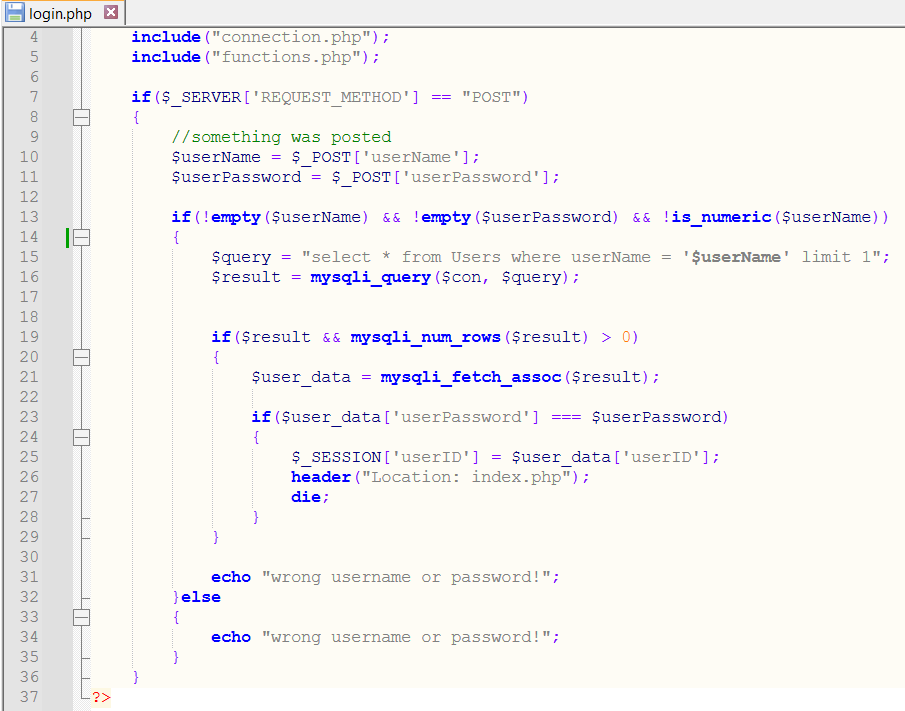 login.php
4 include("connection.php");
5 include("functions.php");
6
7 if($_SERVER['REQUEST_METHOD'] == "POST")
8 {
9 //something was posted
10 $userName = $_POST['userName'];
11 $userPassword = $_POST['userPassword'];
12
13 if(!empty($userName) && !empty($userPassword) && !is_numeric($userName))
14 {
15 $query = "select * from Users where userName = '$userName' limit 1";
16 $result = mysqli_query($con, $query);
17
18
19 if($result && mysqli_num_rows($result) > 0)
20 {
21 $user_data = mysqli_fetch_assoc($result);
22
23 if($user_data['userPassword'] === $userPassword)
24 {
25 $_SESSION['userID'] = $user_data['userID'];
26 header("Location: index.php");
27 die;
28 }
29 }
30
31 echo "wrong username or password!";
32 }else
33 {
34 echo "wrong username or password!";
35 }
36 }
37 ?>